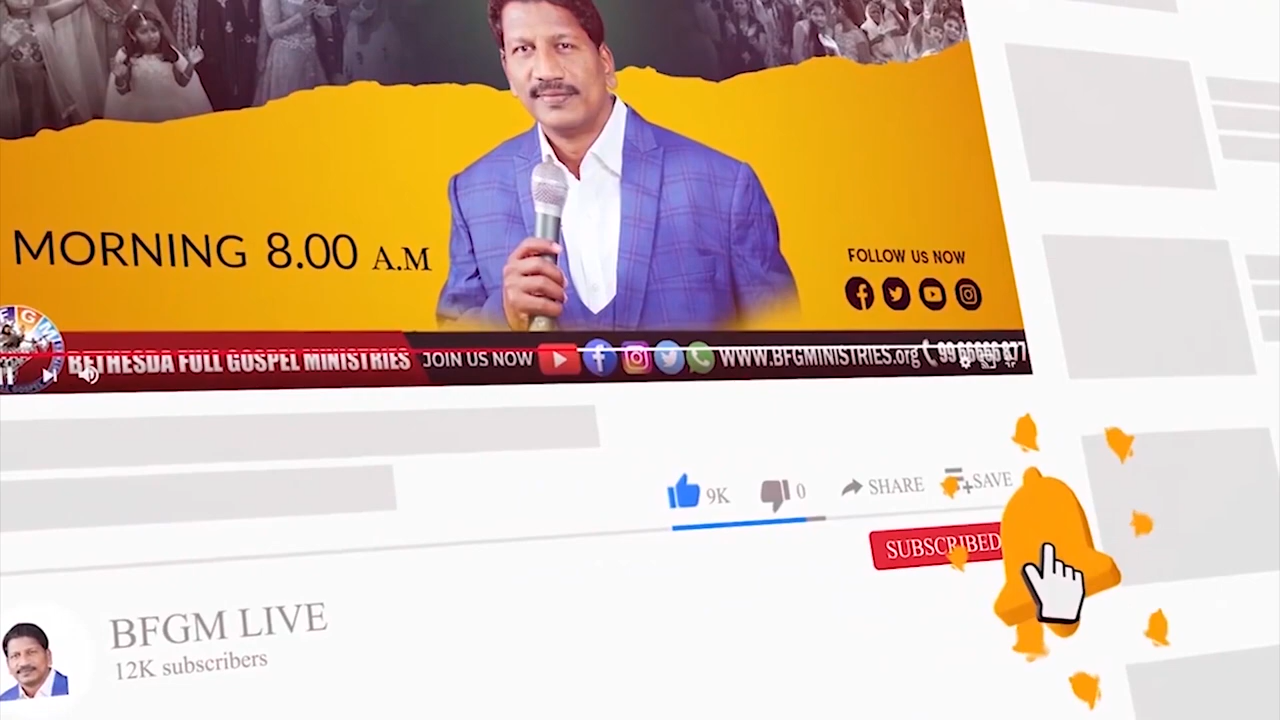 MORNING 8.00 A.M
FOLLOW US NOW
BETHESDA FULL GOSPEL MINISTRIES
JOIN US NOW
WWW.BFGMINISTRIES.org
9K
0
SHARE
SAVE
SUBSCRIBED
BFGM LIVE
12K subscribers